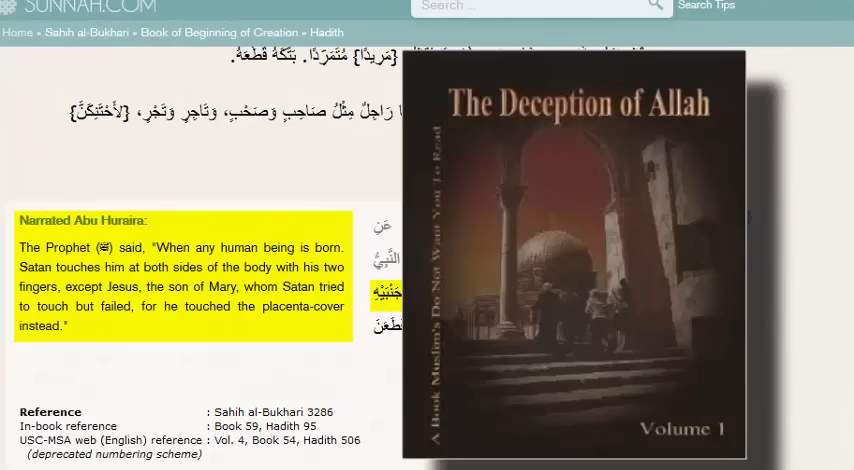 SUNNAH.COM
Search ...
Search Tips
Home » Sahih al-Bukhari » Book of Beginning of Creation » Hadith
{مَرِيدًا} مُتَمَرِّدًا. بَتَّكَهُ قَطَّعَهُ.
رَاجِلٌ مِثْلُ صَاحِبٍ وَصَحْبٍ، وَتَاجِرٍ وَتَجْرٍ، {لأَحْتَنِكَنَّ}
The Deception of Allah
A Book Muslim's Do Not Want You To Read
Volume 1
Narrated Abu Huraira:
The Prophet (ﷺ) said, "When any human being is born.
Satan touches him at both sides of the body with his two
fingers, except Jesus, the son of Mary, whom Satan tried
to touch but failed, for he touched the placenta-cover
instead."
عَنِ
النَّبِيُّ
جَنْبَيْهِ
Reference : Sahih al-Bukhari 3286
In-book reference : Book 59, Hadith 95
USC-MSA web (English) reference : Vol. 4, Book 54, Hadith 506
(deprecated numbering scheme)